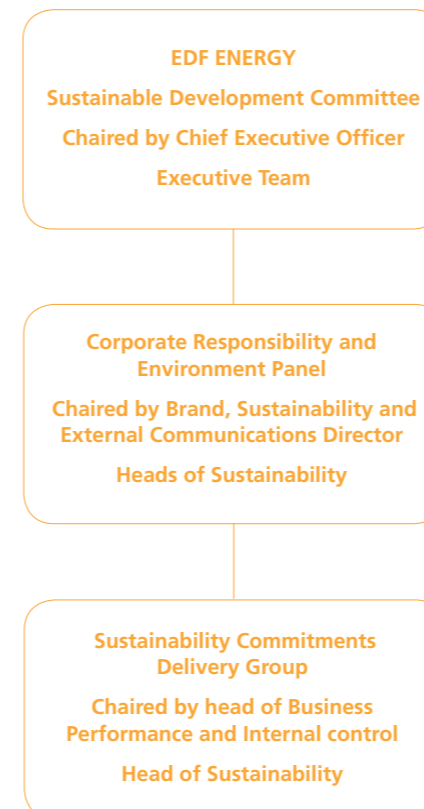 EDF ENERGY
Sustainable Development Committee
Chaired by Chief Executive Officer
Executive Team
Corporate Responsibility and
Environment Panel
Chaired by Brand, Sustainability and
External Communications Director
Heads of Sustainability
Sustainability Commitments
Delivery Group
Chaired by head of Business
Performance and Internal control
Head of Sustainability